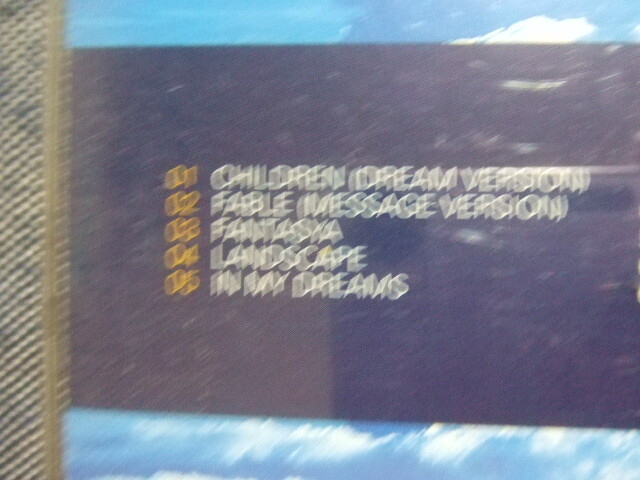 01 CHILDREN (DREAM VERSION)
02 FABLE (MESSAGE VERSION)
03 FANTASYA
04 LANDSCAPE
05 IN MY DREAMS